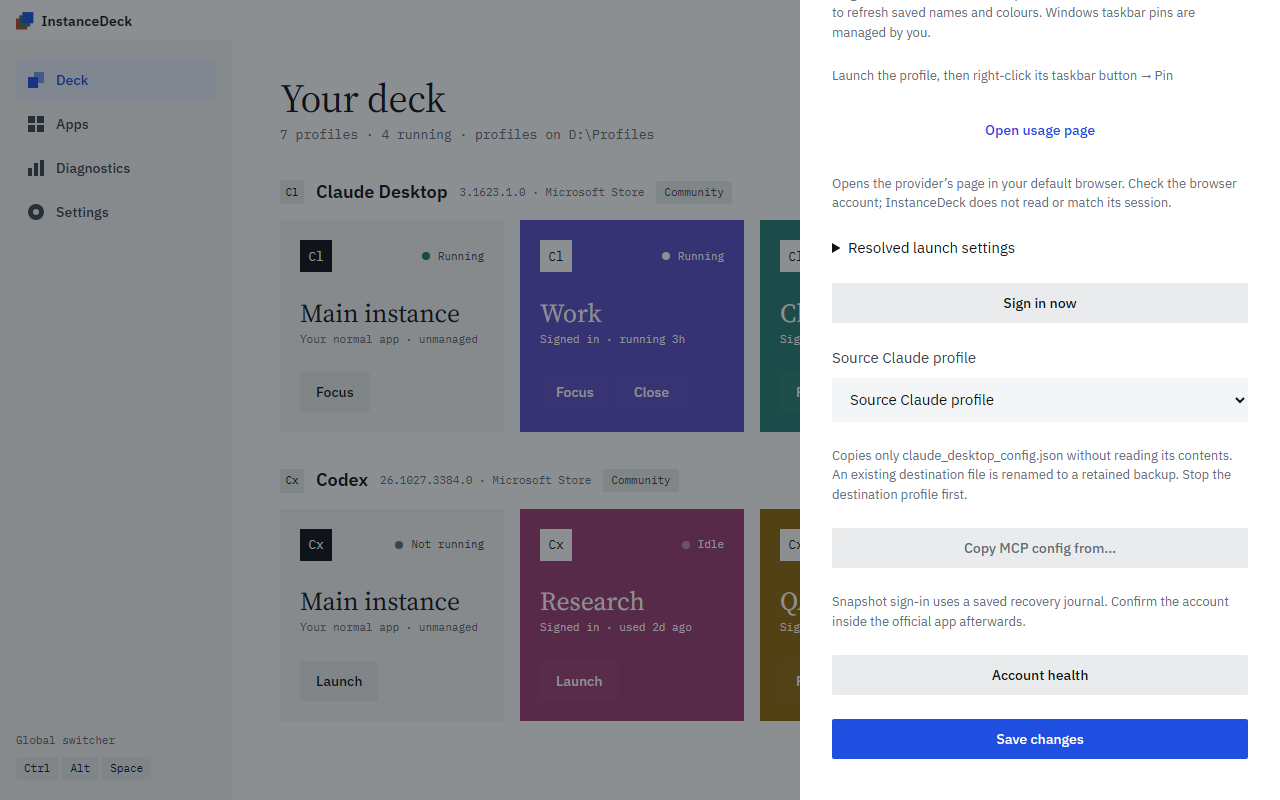 InstanceDeck
Deck
Apps
Diagnostics
Settings
Global switcher
Ctrl Alt Space
Your deck
7 profiles · 4 running · profiles on D:\Profiles
Cl Claude Desktop 3.1623.1.0 · Microsoft Store Community
Cl Running
Main instance
Your normal app · unmanaged
Focus
Cl Running
Work
Signed in · running 3h
Focus Close
Cx Codex 26.1027.3384.0 · Microsoft Store Community
Cx Not running
Main instance
Your normal app · unmanaged
Launch
Cx Idle
Research
Signed in · used 2d ago
Launch
to refresh saved names and colours. Windows taskbar pins are
managed by you.
Launch the profile, then right-click its taskbar button → Pin
Open usage page
Opens the provider’s page in your default browser. Check the browser
account; InstanceDeck does not read or match its session.
Resolved launch settings
Sign in now
Source Claude profile
Source Claude profile
Copies only claude_desktop_config.json without reading its contents.
An existing destination file is renamed to a retained backup. Stop the
destination profile first.
Copy MCP config from...
Snapshot sign-in uses a saved recovery journal. Confirm the account
inside the official app afterwards.
Account health
Save changes